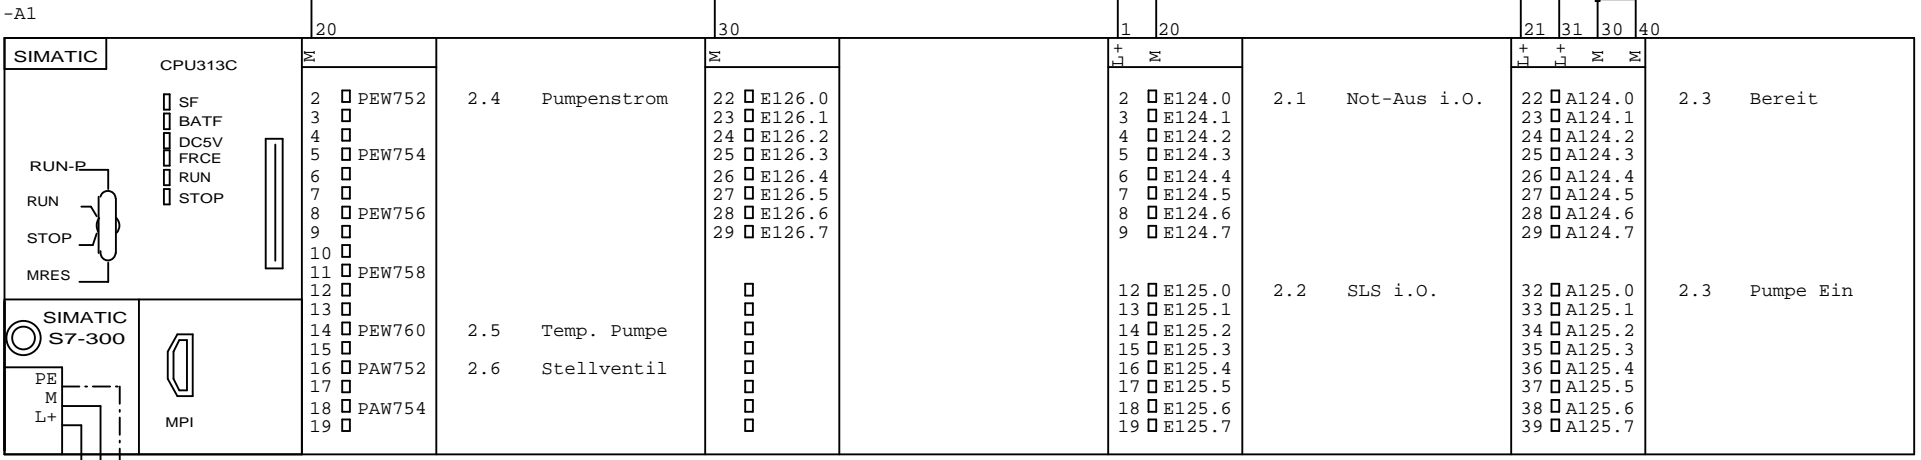 -A1
20 30 1 20 21 31 30 40
SIMATIC
CPU313C
M M L+ M L+ L+ M M
SF
BATF
DC5V
FRCE
RUN
STOP
RUN-P
RUN
STOP
MRES
SIMATIC
S7-300
PE
M
L+
MPI
2 PEW752 2.4 Pumpenstrom
3
4
5 PEW754
6
7
8 PEW756
9
10
11 PEW758
12
13
14 PEW760 2.5 Temp. Pumpe
15
16 PAW752 2.6 Stellventil
17
18 PAW754
19
22 E126.0
23 E126.1
24 E126.2
25 E126.3
26 E126.4
27 E126.5
28 E126.6
29 E126.7
2 E124.0 2.1 Not-Aus i.O.
3 E124.1
4 E124.2
5 E124.3
6 E124.4
7 E124.5
8 E124.6
9 E124.7
12 E125.0 2.2 SLS i.O.
13 E125.1
14 E125.2
15 E125.3
16 E125.4
17 E125.5
18 E125.6
19 E125.7
22 A124.0 2.3 Bereit
23 A124.1
24 A124.2
25 A124.3
26 A124.4
27 A124.5
28 A124.6
29 A124.7
32 A125.0 2.3 Pumpe Ein
33 A125.1
34 A125.2
35 A125.3
36 A125.4
37 A125.5
38 A125.6
39 A125.7